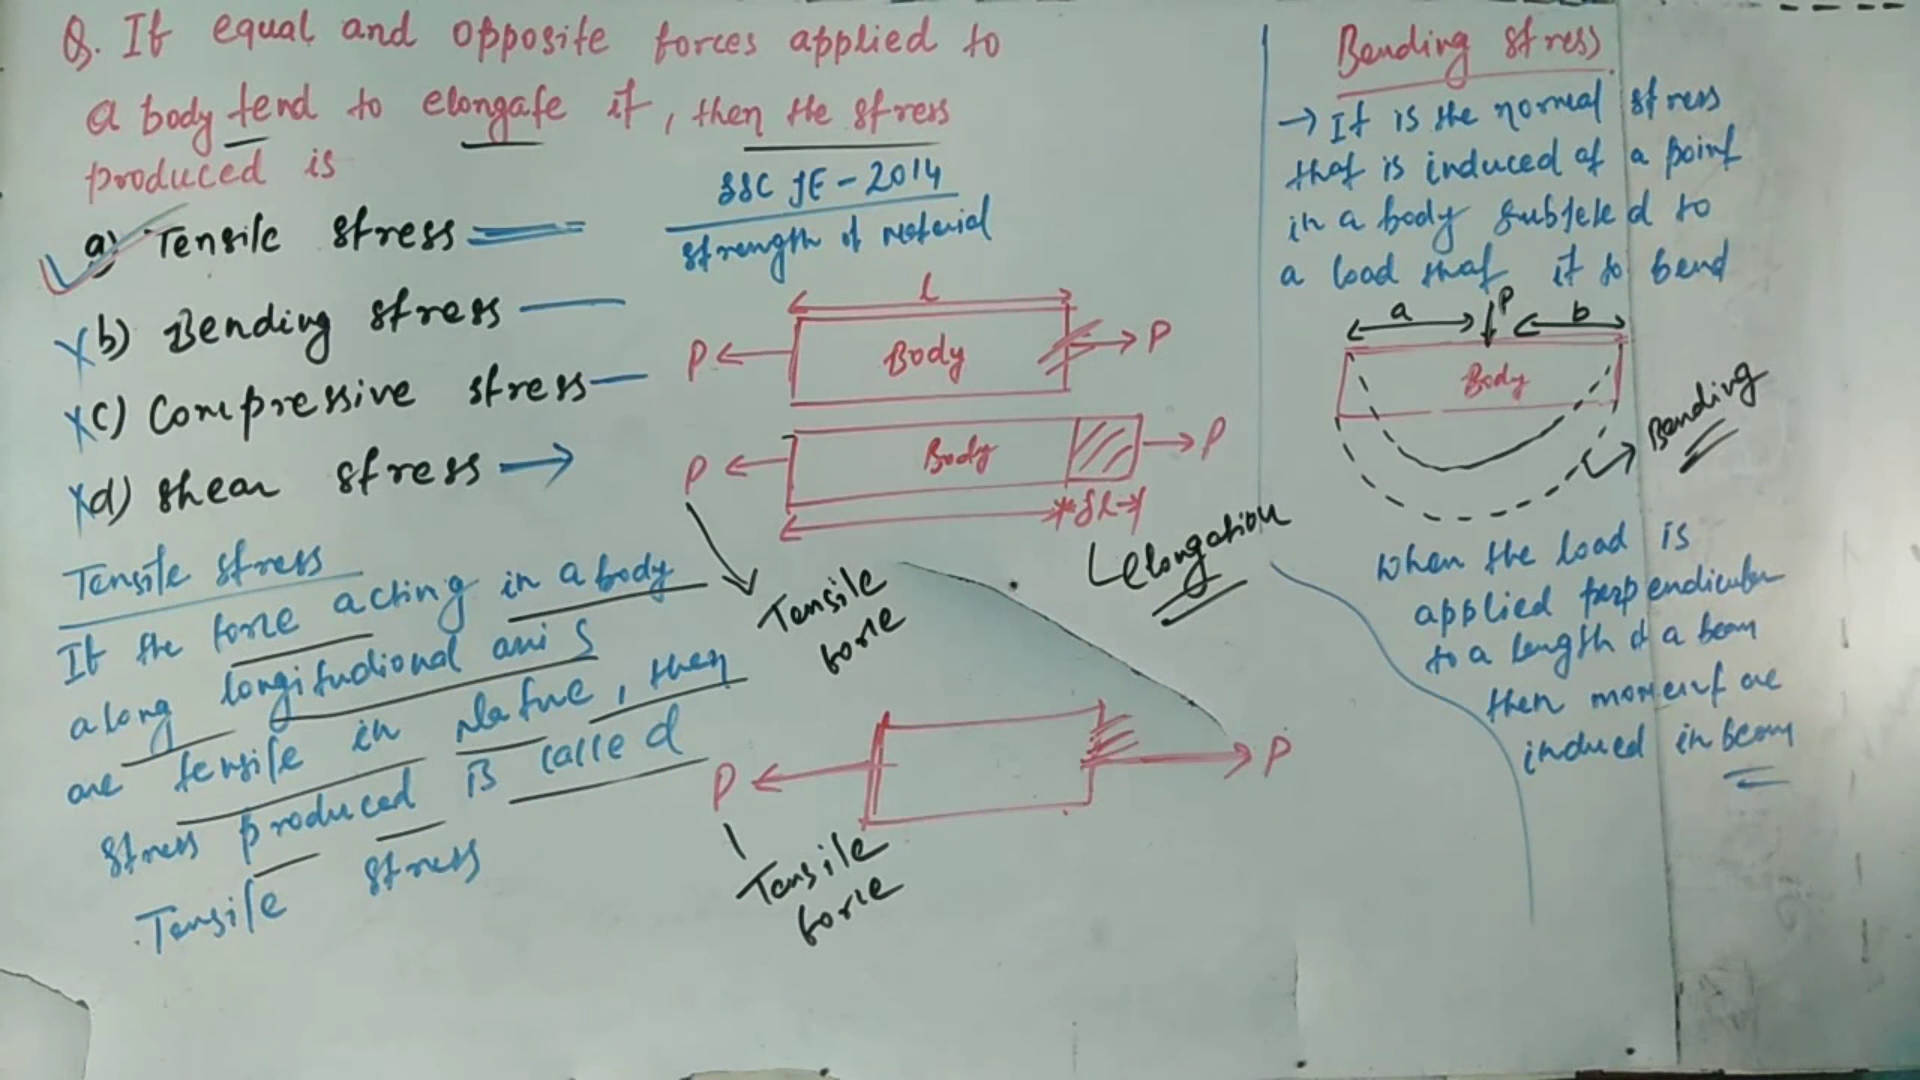 Q. If equal and opposite forces applied to
a body tend to elongate it, then the stress
produced is
SSC JE - 2014
Strength of material
a) Tensile stress
b) Bending stress
c) Compressive stress
d) Shear stress
Tensile stress
If the force acting in a body
along longitudional axis
are tensile in nature, then
stress produced is called
Tensile stress
l
P
Body
P
P
Body
P
δl
Elongation
Tensile
force
P
P
Tensile
force
Bending stress
→ It is the normal stress
that is induced at a point
in a body subjected to
a load that it to bend
a
P
b
Body
Bending
When the load is
applied perpendicular
to a length of a beam
then moment are
induced in beam